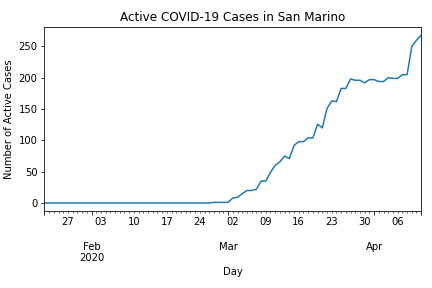 Active COVID-19 Cases in San Marino
Number of Active Cases
250
200
150
100
50
0
27 03 10 17 24 02 09 16 23 30 06
Feb Mar Apr
2020
Day